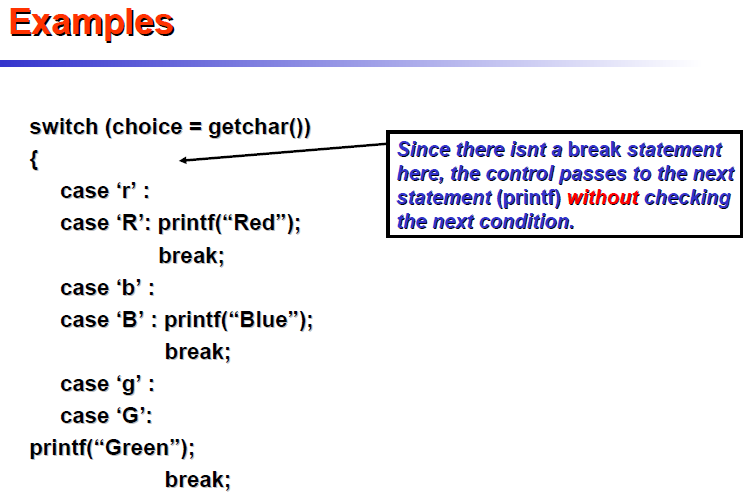 Examples
switch (choice = getchar())
{
case ‘r’ :
case ‘R’: printf(“Red”);
break;
case ‘b’ :
case ‘B’ : printf(“Blue”);
break;
case ‘g’ :
case ‘G’:
printf(“Green”);
break;
Since there isnt a break statement
here, the control passes to the next
statement (printf) without checking
the next condition.